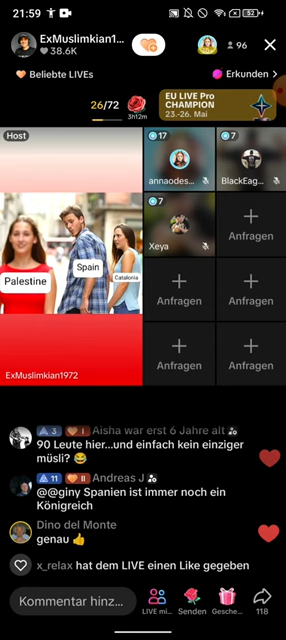 21:59
ExMuslimkian1...
38.6K
96
Beliebte LIVEs
Erkunden >
26/72
3h12m
EU LIVE Pro
CHAMPION
23.-26. Mai
Host
17
annaodes...
7
BlackEag...
Palestine
Spain
Catalonia
7
Xeya
Anfragen
Anfragen
Anfragen
Anfragen
Anfragen
ExMuslimkian1972
3 I Aisha war erst 6 Jahre alt
90 Leute hier...und einfach kein einziger
müsli? 😂
11 II Andreas J
@@giny Spanien ist immer noch ein
Königreich
Dino del Monte
genau 👍
x_relax hat dem LIVE einen Like gegeben
Kommentar hinz...
LIVE mi...
Senden
Gesche...
118